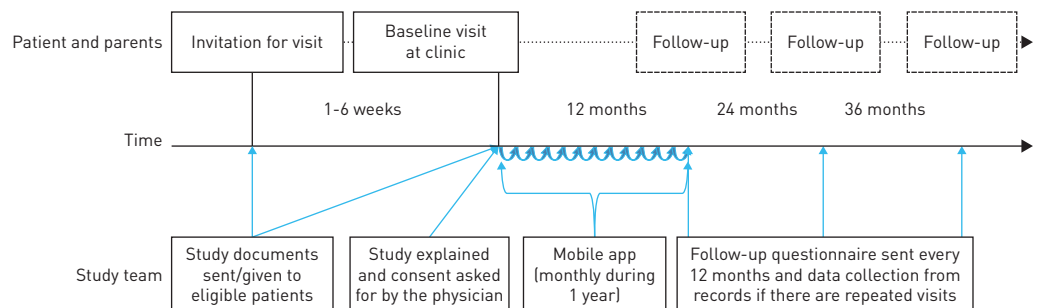 Patient and parents
Invitation for visit
Baseline visit
at clinic
Follow-up
Follow-up
Follow-up
1-6 weeks
12 months
24 months
36 months
Time
Study team
Study documents
sent/given to
eligible patients
Study explained
and consent asked
for by the physician
Mobile app
(monthly during
1 year)
Follow-up questionnaire sent every
12 months and data collection from
records if there are repeated visits